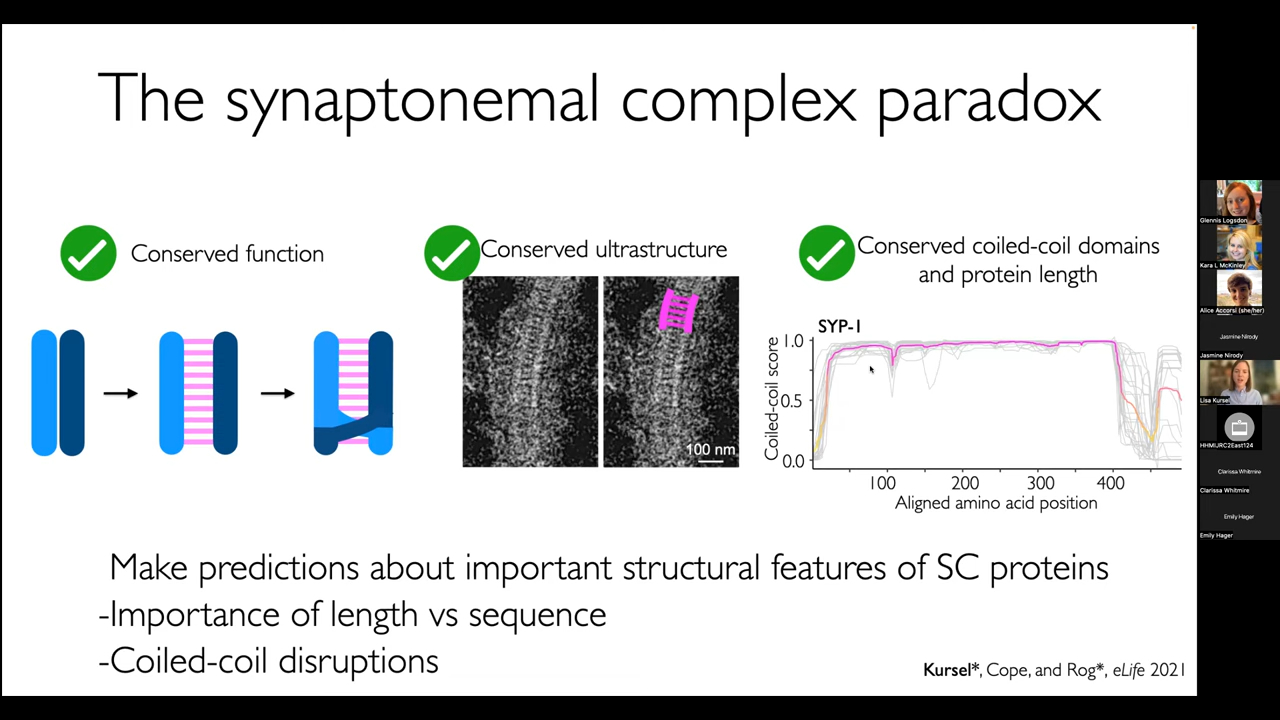 The synaptonemal complex paradox
Conserved function
Conserved ultrastructure
100 nm
Conserved coiled-coil domains
and protein length
SYP-1
Coiled-coil score
1.0
0.5
0.0
100
200
300
400
Aligned amino acid position
Make predictions about important structural features of SC proteins
-Importance of length vs sequence
-Coiled-coil disruptions
Kursel*, Cope, and Rog*, eLife 2021
Glennis Logsdon
Kara L McKinley
Alice Accorsi (she/her)
Jasmine Nirody
Jasmine Nirody
Lisa Kursel
HHMIJRC2East124
Clarissa Whitmire
Clarissa Whitmire
Emily Hager
Emily Hager